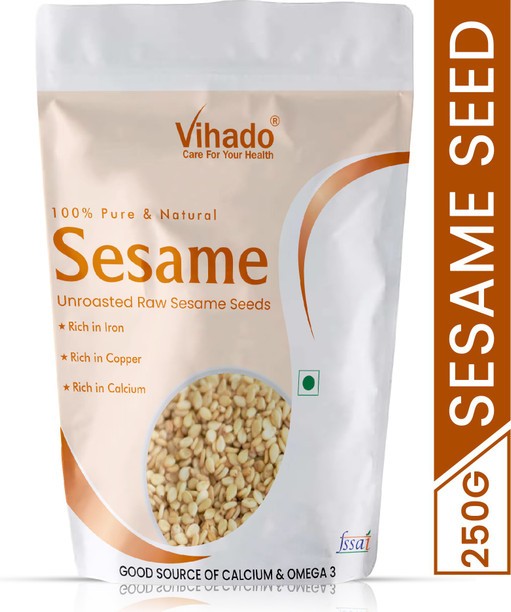 Vihado®
Care For Your Health
100% Pure & Natural
Sesame
Unroasted Raw Sesame Seeds
★ Rich in Iron
★ Rich in Copper
★ Rich in Calcium
fssai
GOOD SOURCE OF CALCIUM & OMEGA 3
SESAME SEED
250G